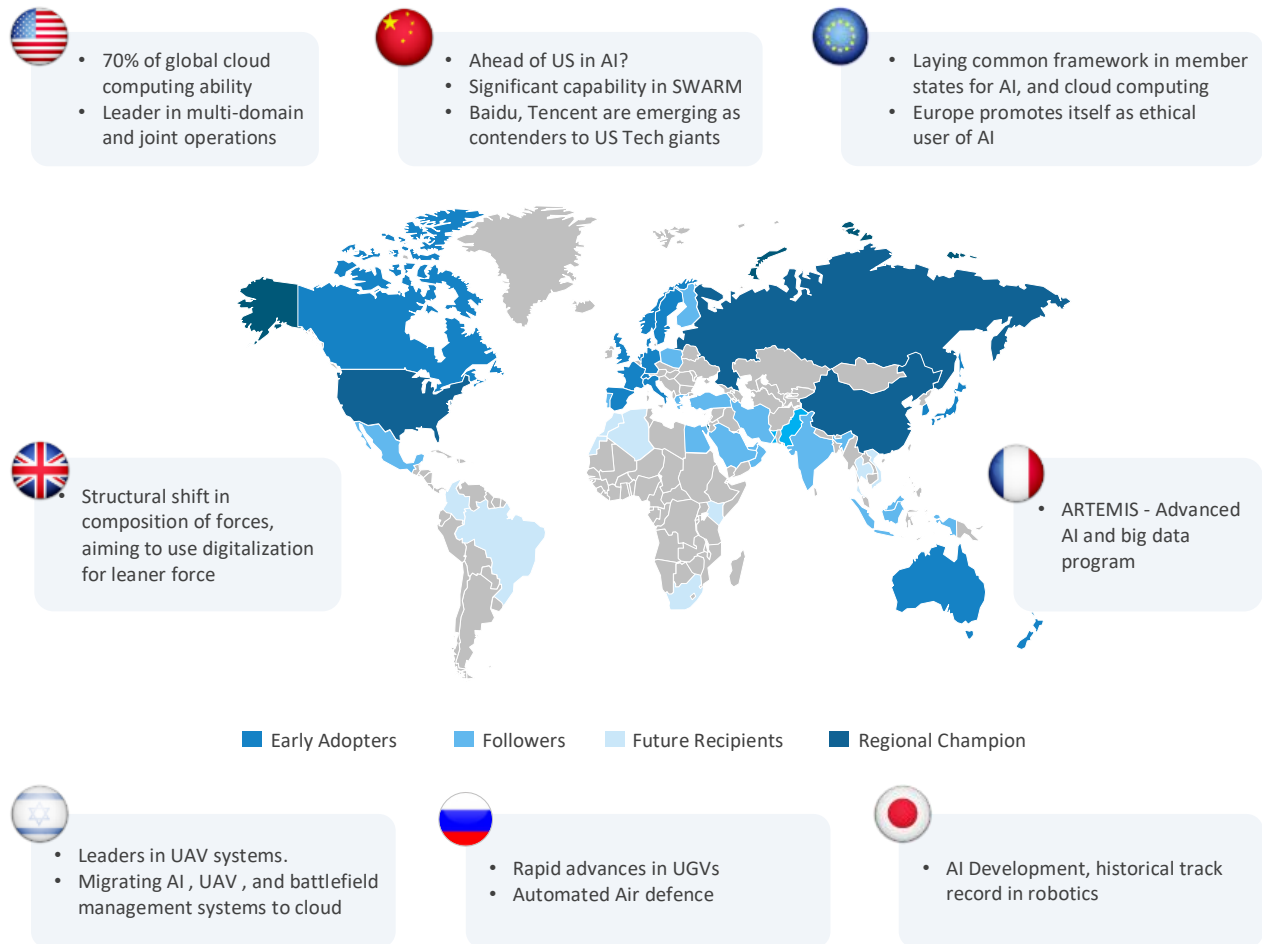 • 70% of global cloud
computing ability
• Leader in multi-domain
and joint operations
• Ahead of US in AI?
• Significant capability in SWARM
• Baidu, Tencent are emerging as
contenders to US Tech giants
• Laying common framework in member
states for AI, and cloud computing
• Europe promotes itself as ethical
user of AI
• Structural shift in
composition of forces,
aiming to use digitalization
for leaner force
• ARTEMIS - Advanced
AI and big data
program
Early Adopters
Followers
Future Recipients
Regional Champion
• Leaders in UAV systems.
• Migrating AI , UAV , and battlefield
management systems to cloud
• Rapid advances in UGVs
• Automated Air defence
• AI Development, historical track
record in robotics